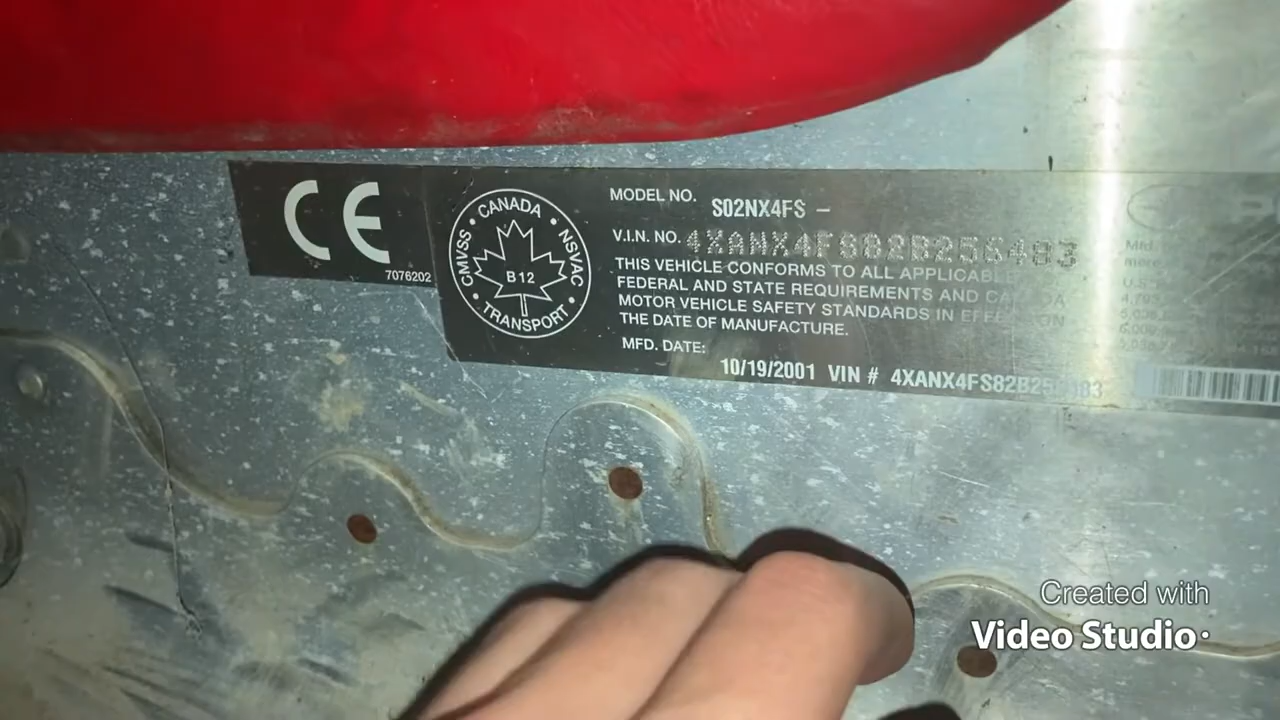 CE
7076202
CANADA
CMVSS
NSVAC
B12
TRANSPORT
MODEL NO. S02NX4FS –
V.I.N. NO.
THIS VEHICLE CONFORMS TO ALL APPLICABLE
FEDERAL AND STATE REQUIREMENTS AND CANADA
MOTOR VEHICLE SAFETY STANDARDS IN EFFECT ON
THE DATE OF MANUFACTURE.
MFD. DATE:
10/19/2001 VIN #
Created with
Video Studio